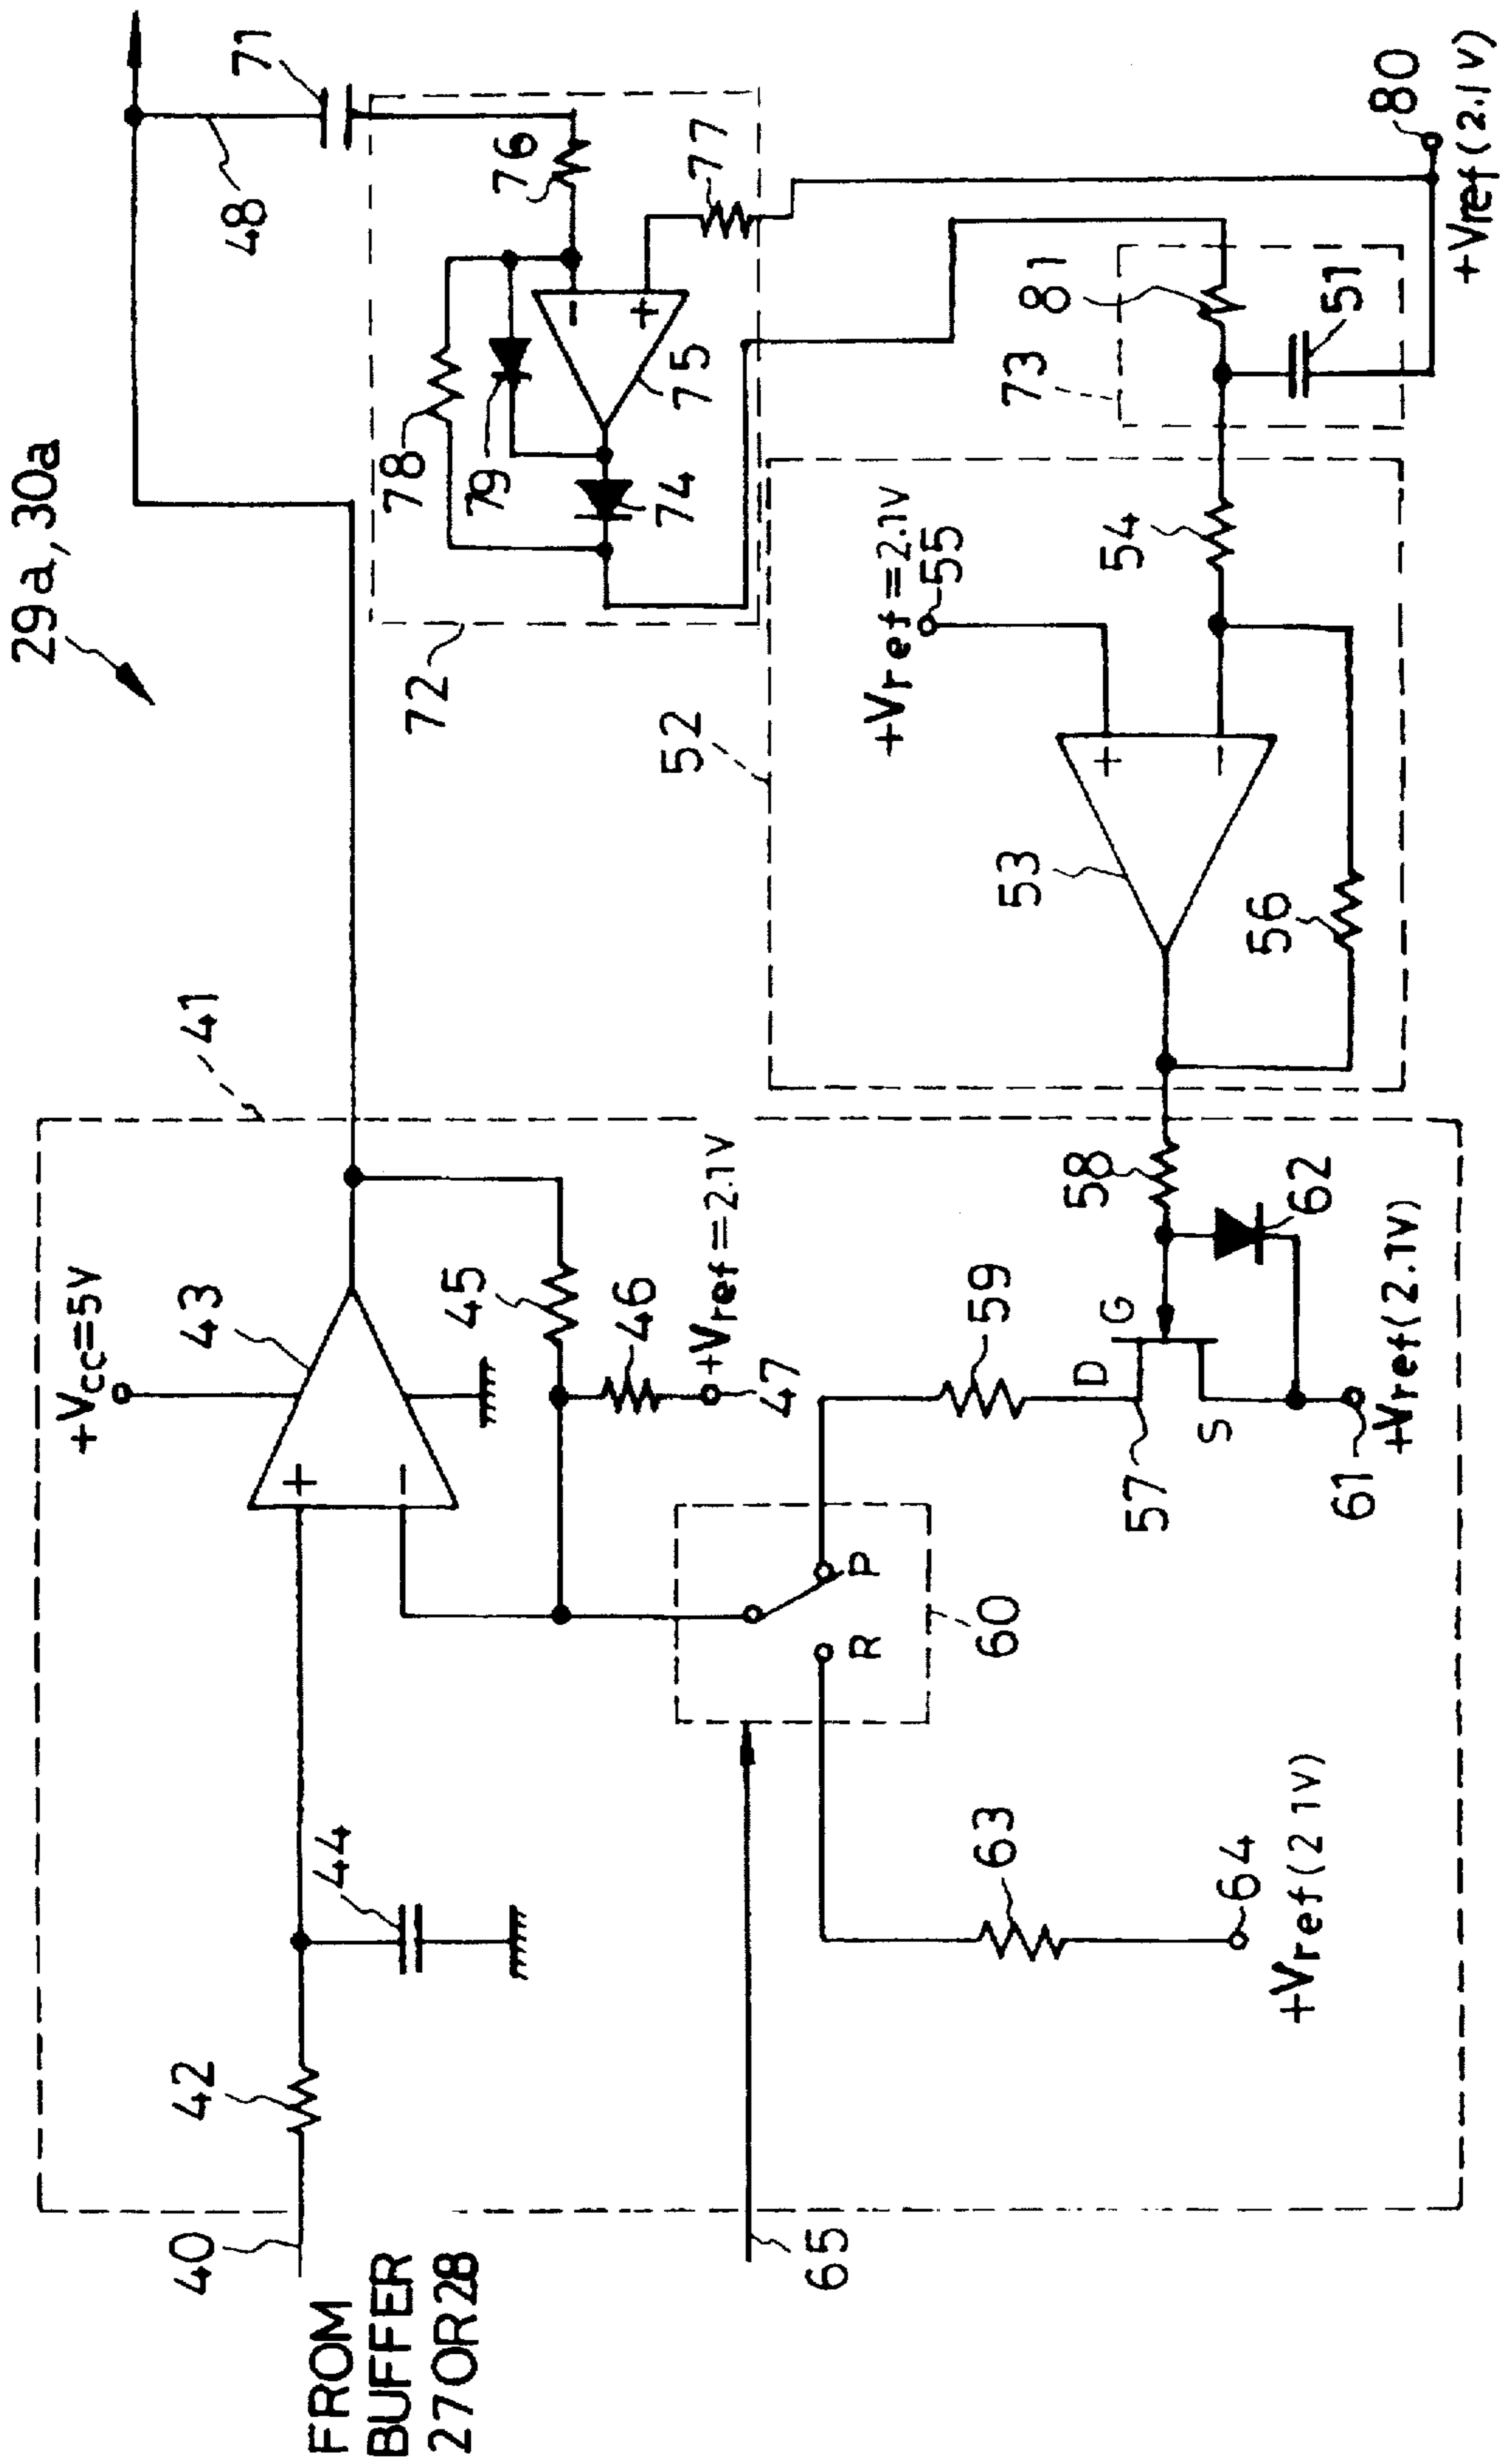 29a, 30a
71
48
76
77
78
79
75
74
72
80
+Vref(2.1V)
81
73
51
52
+Vref=2.1V
55
54
53
56
41
+Vcc=5V
43
+
−
45
46
+Vref=2.1V
47
58
62
59
G
D
S
57
61
+Vref(2.1V)
P
R
60
63
64
+Vref(2 1V)
44
42
40
65
FROM
BUFFER
27OR28
−
+
+
−